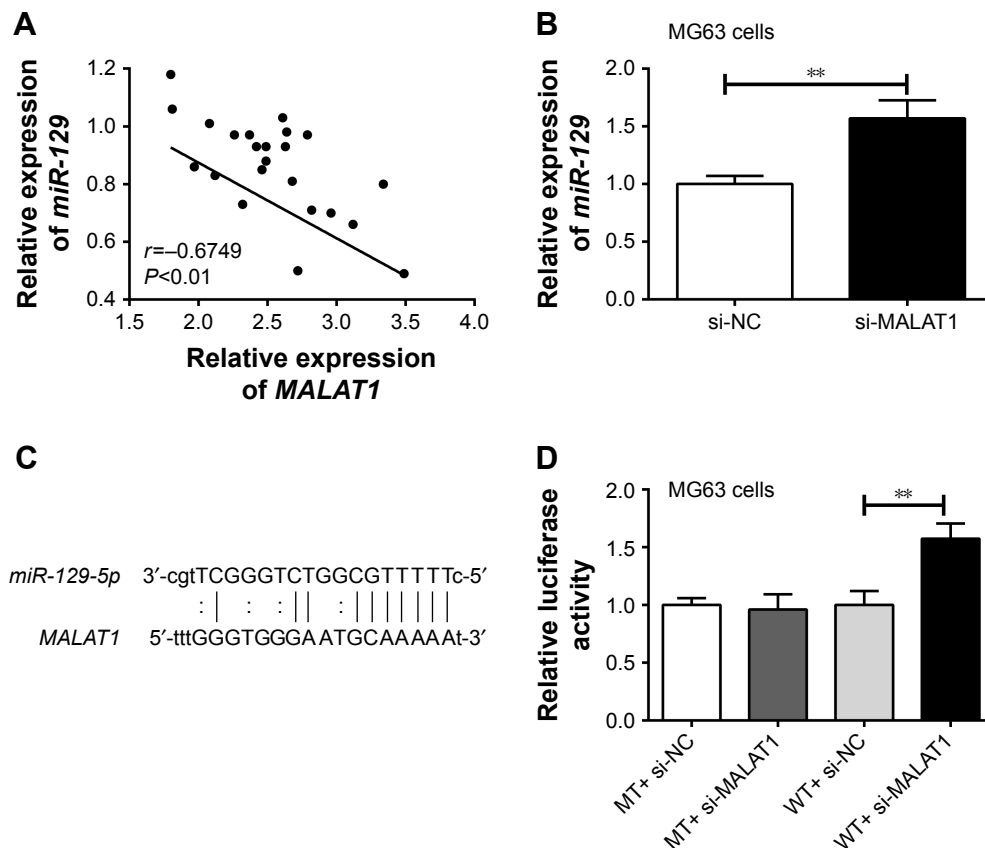 A
Relative expression
of miR-129
1.2
1.0
0.8
0.6
0.4
r=–0.6749
P<0.01
1.5
2.0
2.5
3.0
3.5
4.0
Relative expression
of MALAT1
B
MG63 cells
Relative expression
of miR-129
2.0
1.5
1.0
0.5
0.0
**
si-NC
si-MALAT1
C
miR-129-5p 3′-cgtTCGGGTCTGGCGTTTTTc-5′
: | : : | | : | | | | | | | |
MALAT1 5′-tttGGGTGGGAATGCAAAAAt-3′
D
MG63 cells
Relative luciferase
activity
2.0
1.5
1.0
0.5
0.0
**
MT+ si-NC
MT+ si-MALAT1
WT+ si-NC
WT+ si-MALAT1